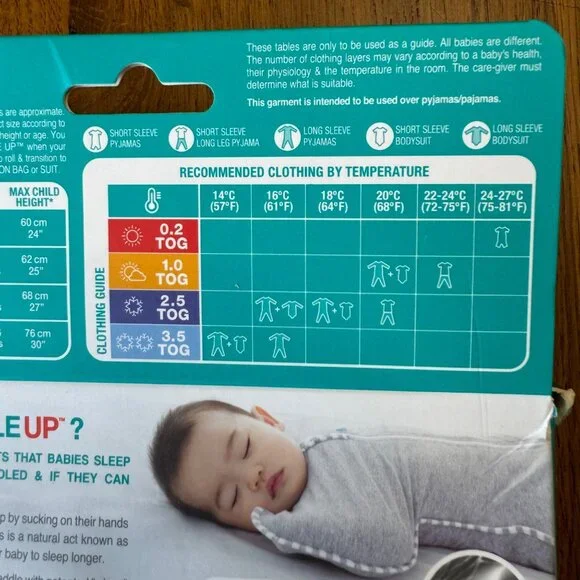 These tables are only to be used as a guide. All babies are different.
The number of clothing layers may vary according to a baby's health,
their physiology & the temperature in the room. The care-giver must
determine what is suitable.
This garment is intended to be used over pyjamas/pajamas.
es are approximate.
ct size according to
height or age. You
E UP™ when your
o roll & transition to
ON BAG or SUIT.
SHORT SLEEVE
PYJAMAS
SHORT SLEEVE
LONG LEG PYJAMA
LONG SLEEVE
PYJAMAS
SHORT SLEEVE
BODYSUIT
LONG SLEEVE
BODYSUIT
MAX CHILD
HEIGHT*
60 cm
24"
62 cm
25"
68 cm
27"
76 cm
30"
RECOMMENDED CLOTHING BY TEMPERATURE
14°C
(57°F)
16°C
(61°F)
18°C
(64°F)
20°C
(68°F)
22-24°C
(72-75°F)
24-27°C
(75-81°F)
CLOTHING GUIDE
0.2
TOG
1.0
TOG
+
2.5
TOG
+
+
3.5
TOG
+
LEUP™ ?
TS THAT BABIES SLEEP
DLED & IF THEY CAN
p by sucking on their hands
s is a natural act known as
r baby to sleep longer.